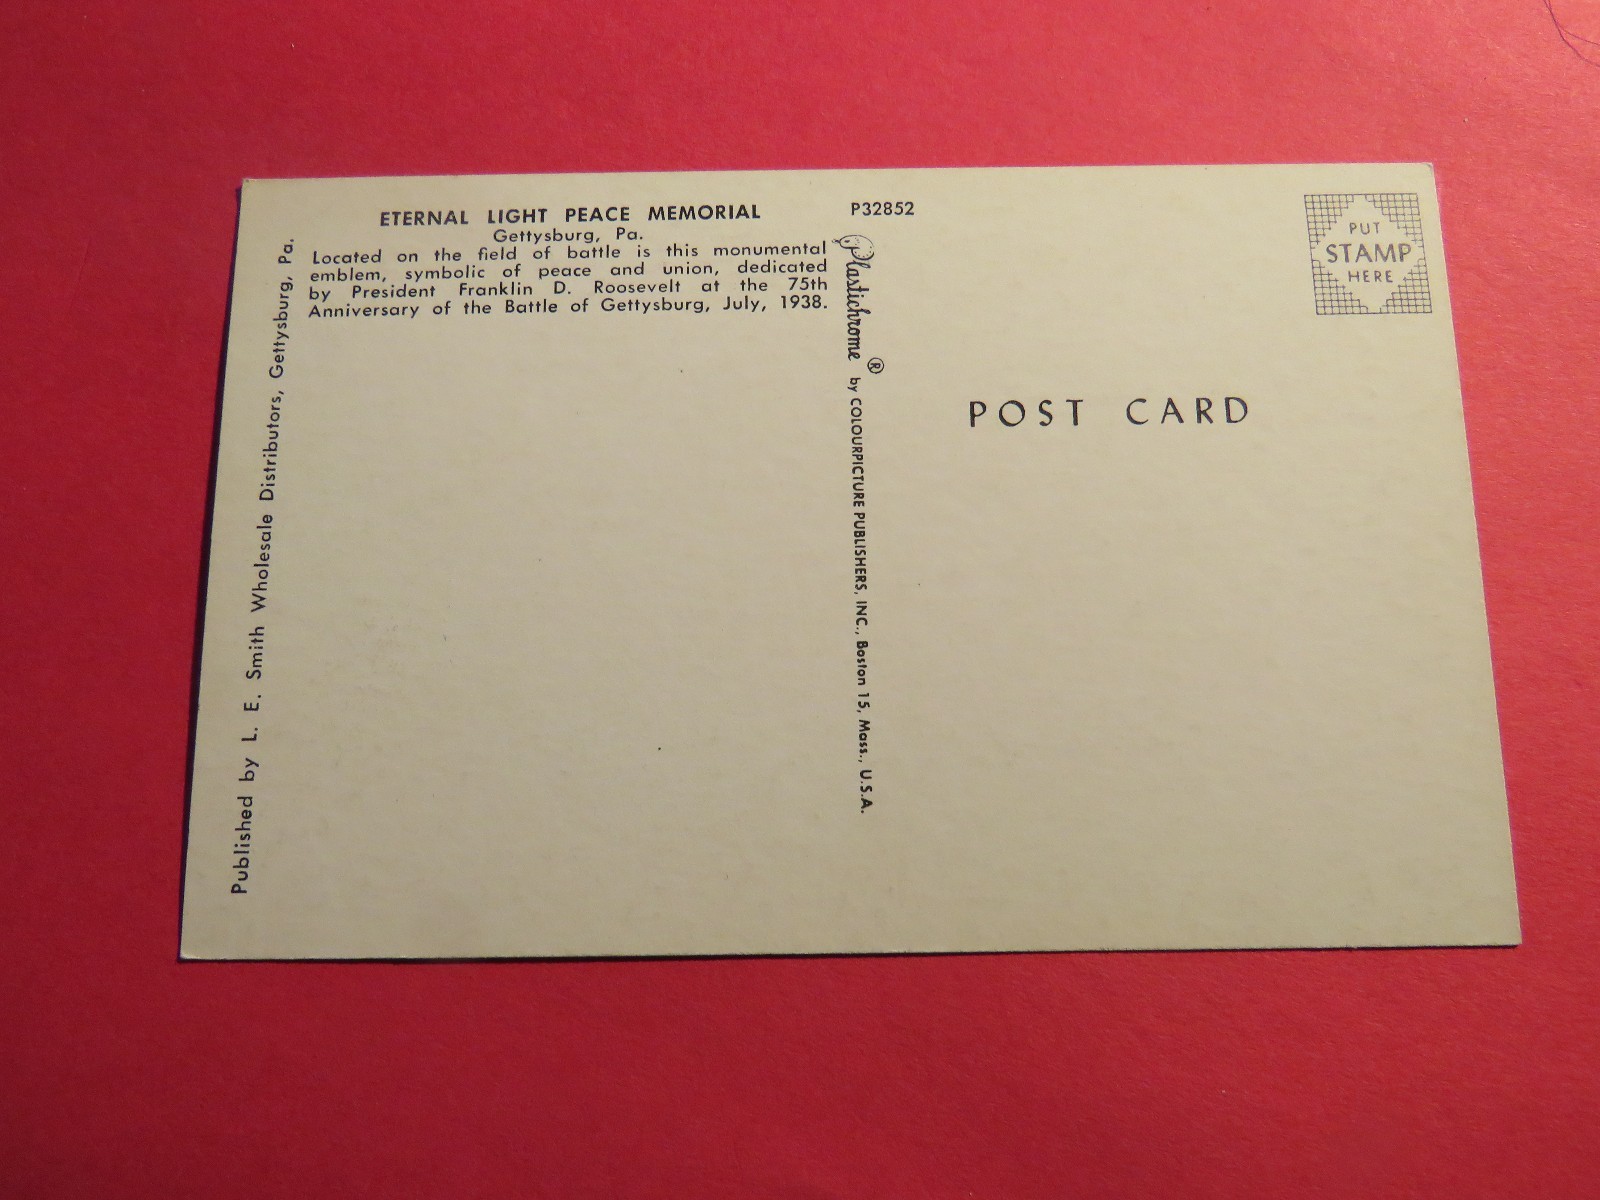 ETERNAL LIGHT PEACE MEMORIAL
Gettysburg, Pa.
Located on the field of battle is this monumental
emblem, symbolic of peace and union, dedicated
by President Franklin D. Roosevelt at the 75th
Anniversary of the Battle of Gettysburg, July, 1938.
Published by L. E. Smith Wholesale Distributors, Gettysburg, Pa.
P32852
Plastichrome ® by COLOURPICTURE PUBLISHERS, INC., Boston 15, Mass., U.S.A.
PUT
STAMP
HERE
POST CARD